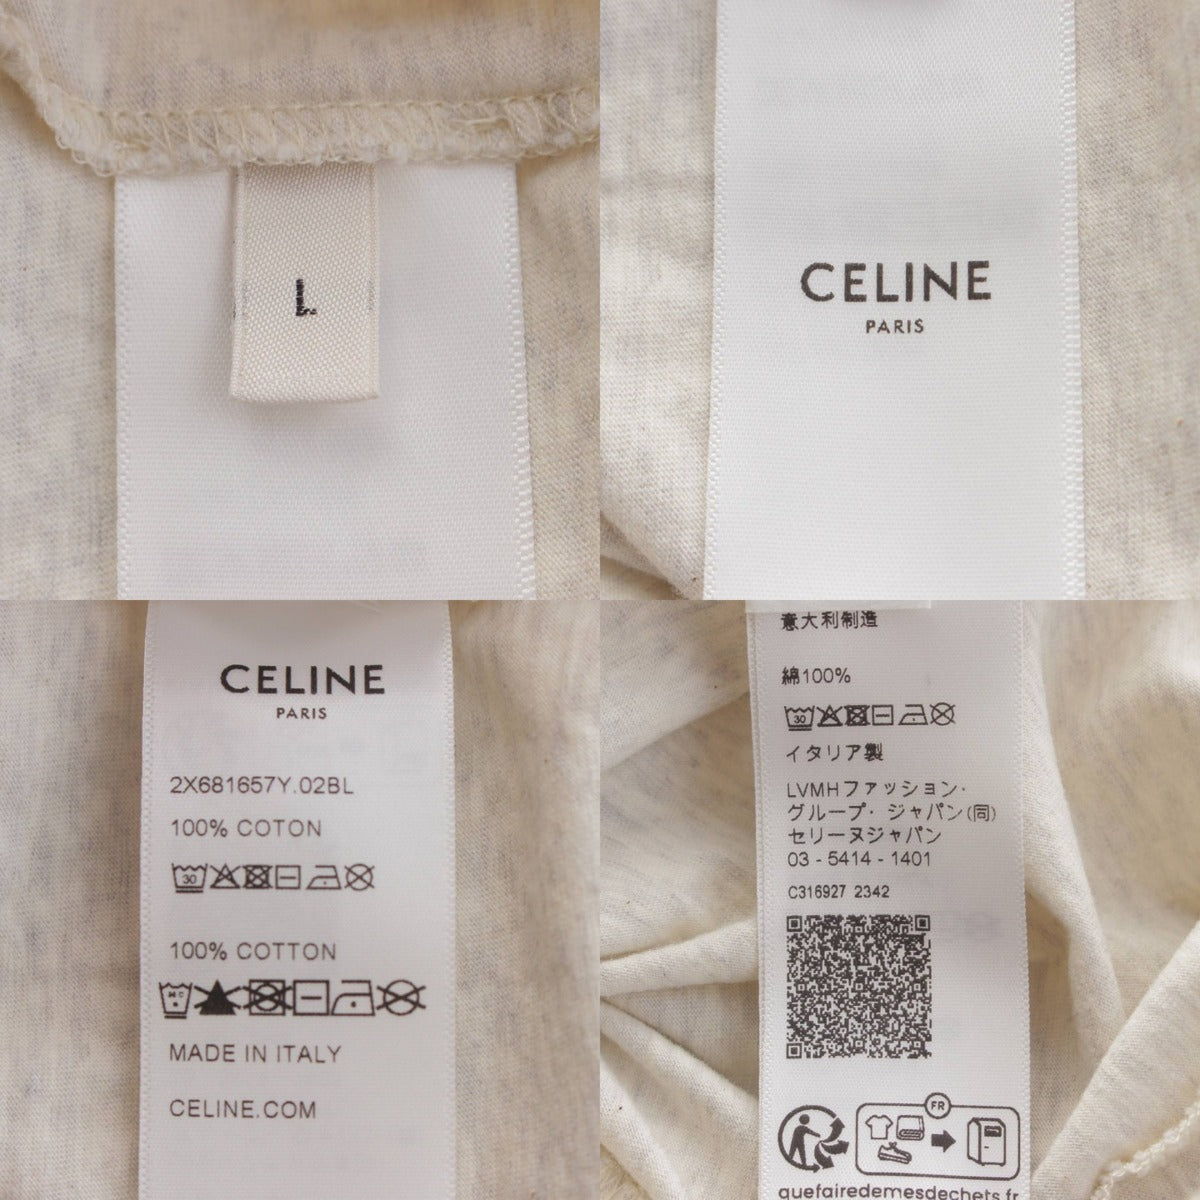 L
CELINE
PARIS
CELINE
PARIS
2X681657Y.02BL
100% COTON
30
100% COTTON
MADE IN ITALY
CELINE.COM
意大利制造
綿100%
30
イタリア製
LVMHファッション・
グループ・ジャパン(同)
セリーヌジャパン
03 - 5414 - 1401
C316927 2342
FR
quefairedemesdechets.fr